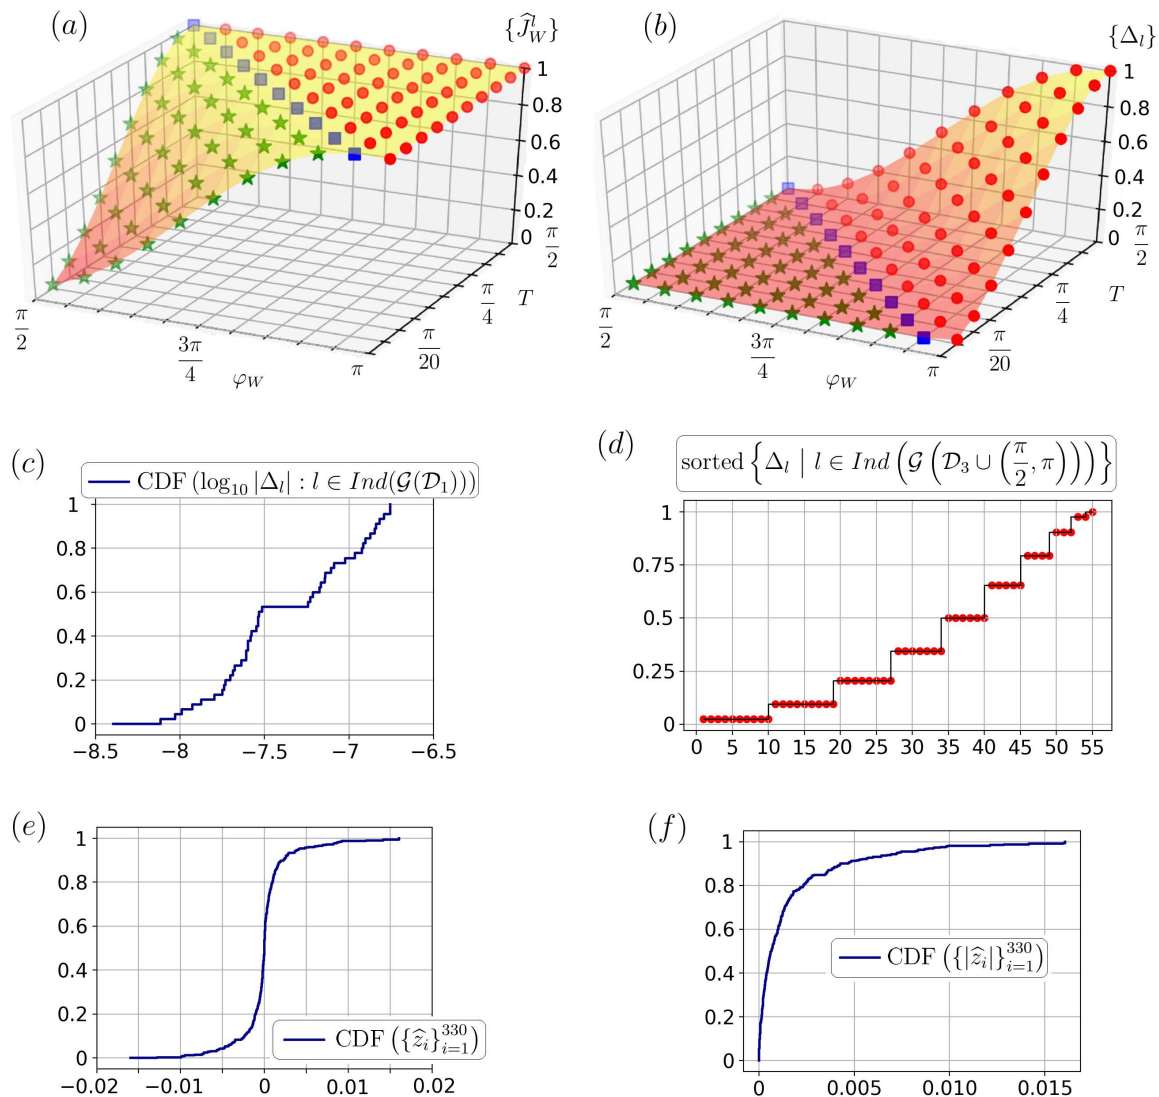 (a)
{Ĵ^l_W}
1
0.8
0.6
0.4
0.2
0
π/2
π/4
T
π/20
π/2
3π/4
π
φ_W
(b)
{Δ_l}
1
0.8
0.6
0.4
0.2
0
π/2
π/4
T
π/20
π/2
3π/4
π
φ_W
(c)
CDF (log₁₀ |Δ_l| : l ∈ Ind(𝒢(𝒟₁)))
1
0.8
0.6
0.4
0.2
0
−8.5 −8 −7.5 −7 −6.5
(d)
sorted {Δ_l | l ∈ Ind (𝒢 (𝒟₃ ∪ (π/2, π)))}
1
0.75
0.5
0.25
0
0 5 10 15 20 25 30 35 40 45 50 55
(e)
1
0.8
0.6
0.4
0.2
0
CDF ({ẑ_i}_{i=1}^{330})
−0.02 −0.01 0 0.01 0.02
(f)
1
0.8
0.6
0.4
0.2
0
CDF ({|ẑ_i|}_{i=1}^{330})
0 0.005 0.010 0.015